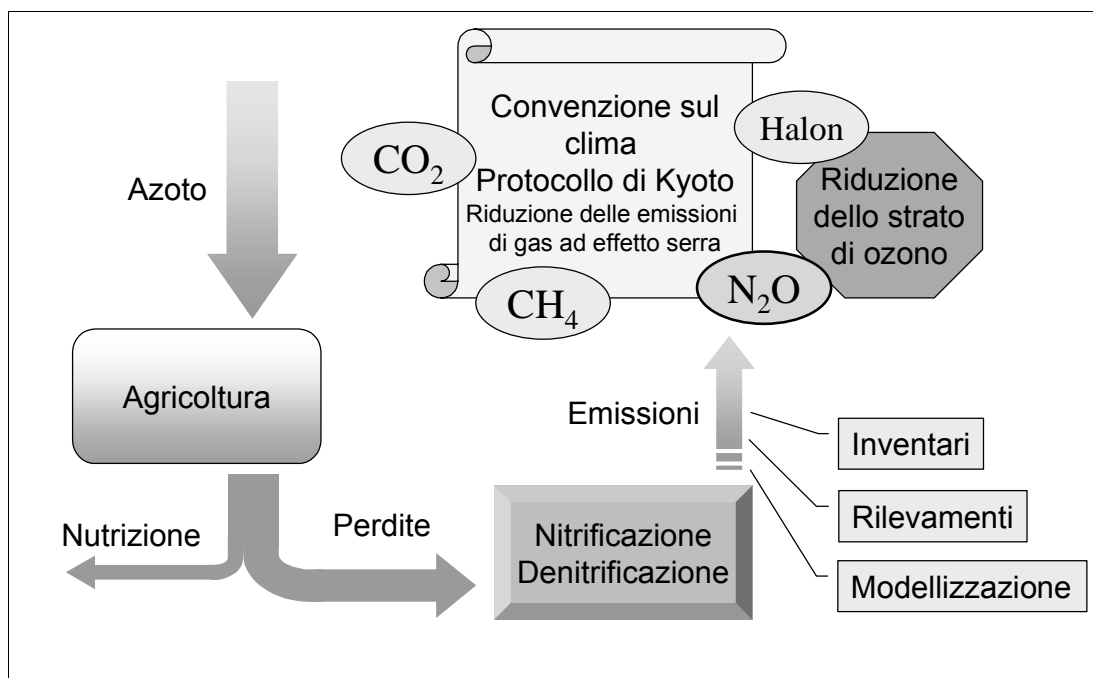 Convenzione sul
clima
Protocollo di Kyoto
Riduzione delle emissioni
di gas ad effetto serra
CO₂
Halon
CH₄
N₂O
Riduzione
dello strato
di ozono
Azoto
Agricoltura
Emissioni
Inventari
Rilevamenti
Modellizzazione
Nutrizione
Perdite
Nitrificazione
Denitrificazione